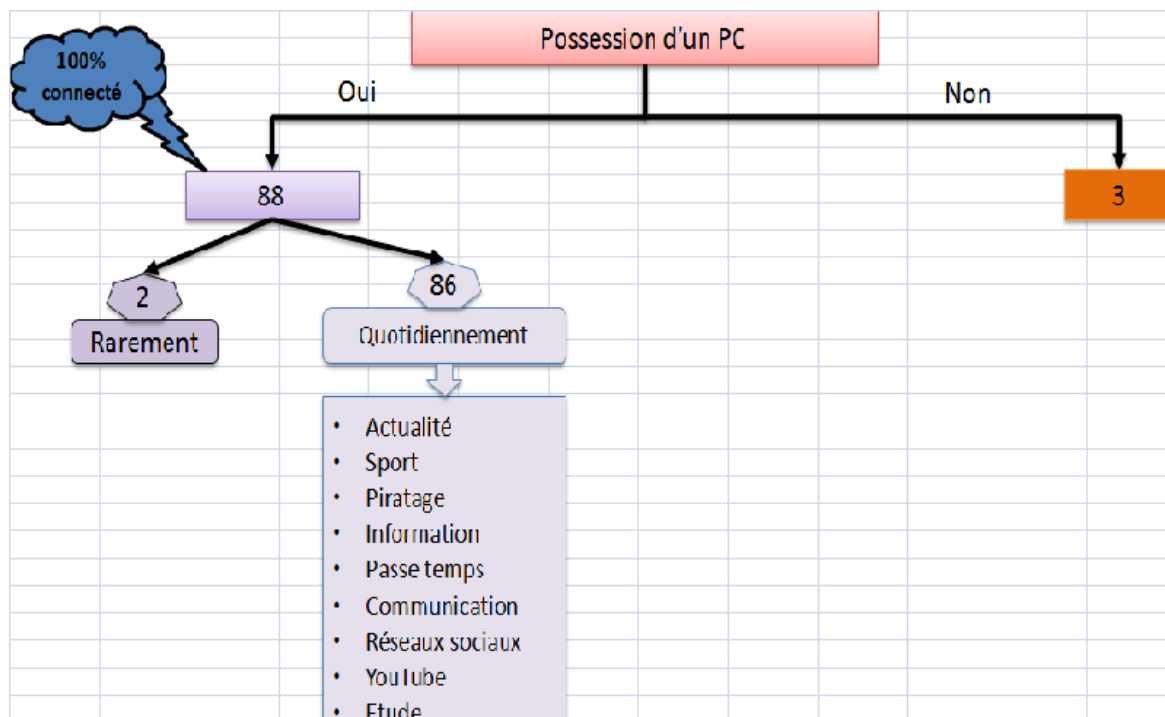 Possession d'un PC
100%
connecté
Oui
Non
88
3
2
86
Rarement
Quotidiennement
• Actualité
• Sport
• Piratage
• Information
• Passe temps
• Communication
• Réseaux sociaux
• YouTube
• Etude